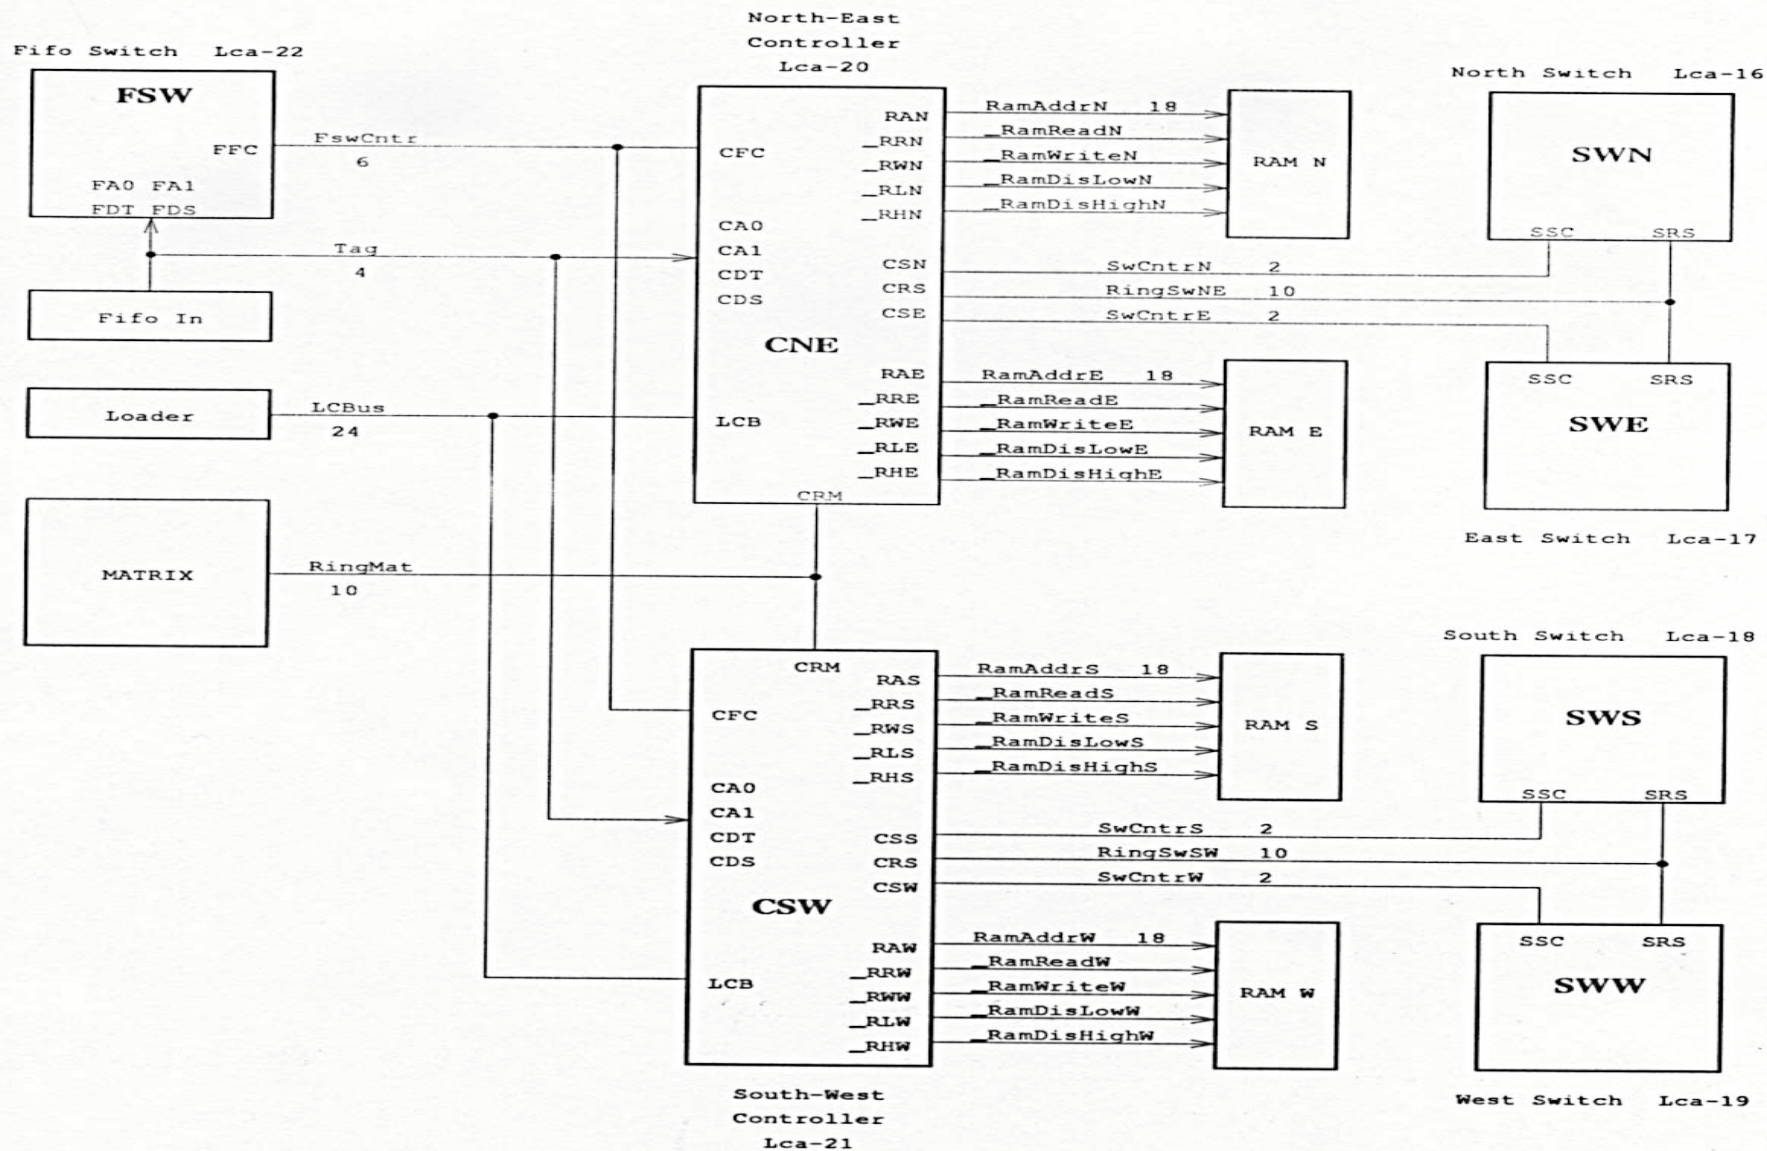 North-East
Controller
Lca-20
Fifo Switch Lca-22
FSW
FFC
FA0 FA1
FDT FDS
FswCntr
6
Tag
4
Fifo In
Loader
LCBus
24
MATRIX
RingMat
10
CFC
CA0
CA1
CDT
CDS
CNE
LCB
CRM
RAN
_RRN
_RWN
_RLN
_RHN
CSN
CRS
CSE
RAE
_RRE
_RWE
_RLE
_RHE
RamAddrN 18
_RamReadN
_RamWriteN
_RamDisLowN
_RamDisHighN
RAM N
SwCntrN 2
RingSwNE 10
SwCntrE 2
RamAddrE 18
_RamReadE
_RamWriteE
_RamDisLowE
_RamDisHighE
RAM E
North Switch Lca-16
SWN
SSC SRS
SSC SRS
SWE
East Switch Lca-17
CRM
CFC
CA0
CA1
CDT
CDS
CSW
LCB
RAS
_RRS
_RWS
_RLS
_RHS
CSS
CRS
CSW
RAW
_RRW
_RWW
_RLW
_RHW
RamAddrS 18
_RamReadS
_RamWriteS
_RamDisLowS
_RamDisHighS
RAM S
SwCntrS 2
RingSwSW 10
SwCntrW 2
RamAddrW 18
_RamReadW
_RamWriteW
_RamDisLowW
_RamDisHighW
RAM W
South Switch Lca-18
SWS
SSC SRS
SSC SRS
SWW
West Switch Lca-19
South-West
Controller
Lca-21